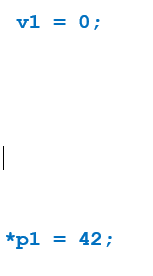 v1 = 0;
*p1 = 42;